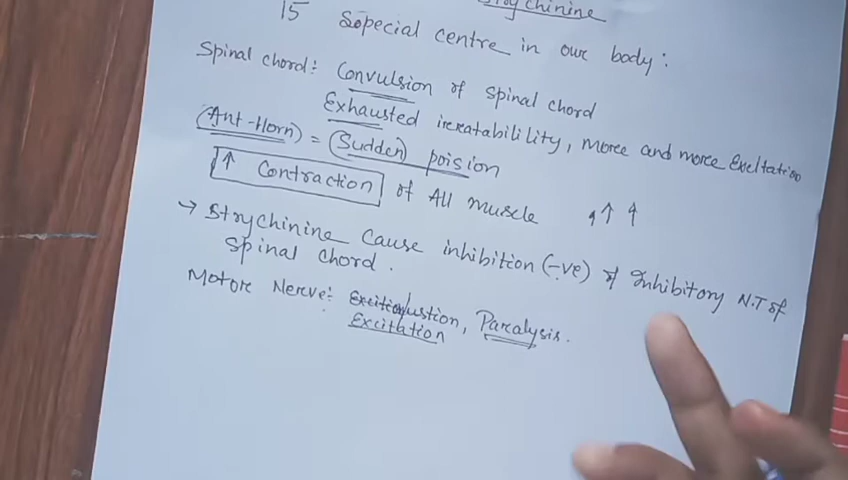 Strychinine
15 Sopecial centre in our body:
Spinal chord: Convulsion of spinal chord
Exhausted irreatabilility, more and more Excitation
(Ant-Horn) = (Sudden) poision
↑ Contraction of All muscle ↑↑ ↑
→ Strychinine cause inhibition (-ve) of Inhibitory N.T of
spinal chord.
Motor Nerve: Paralysis.
Excitation